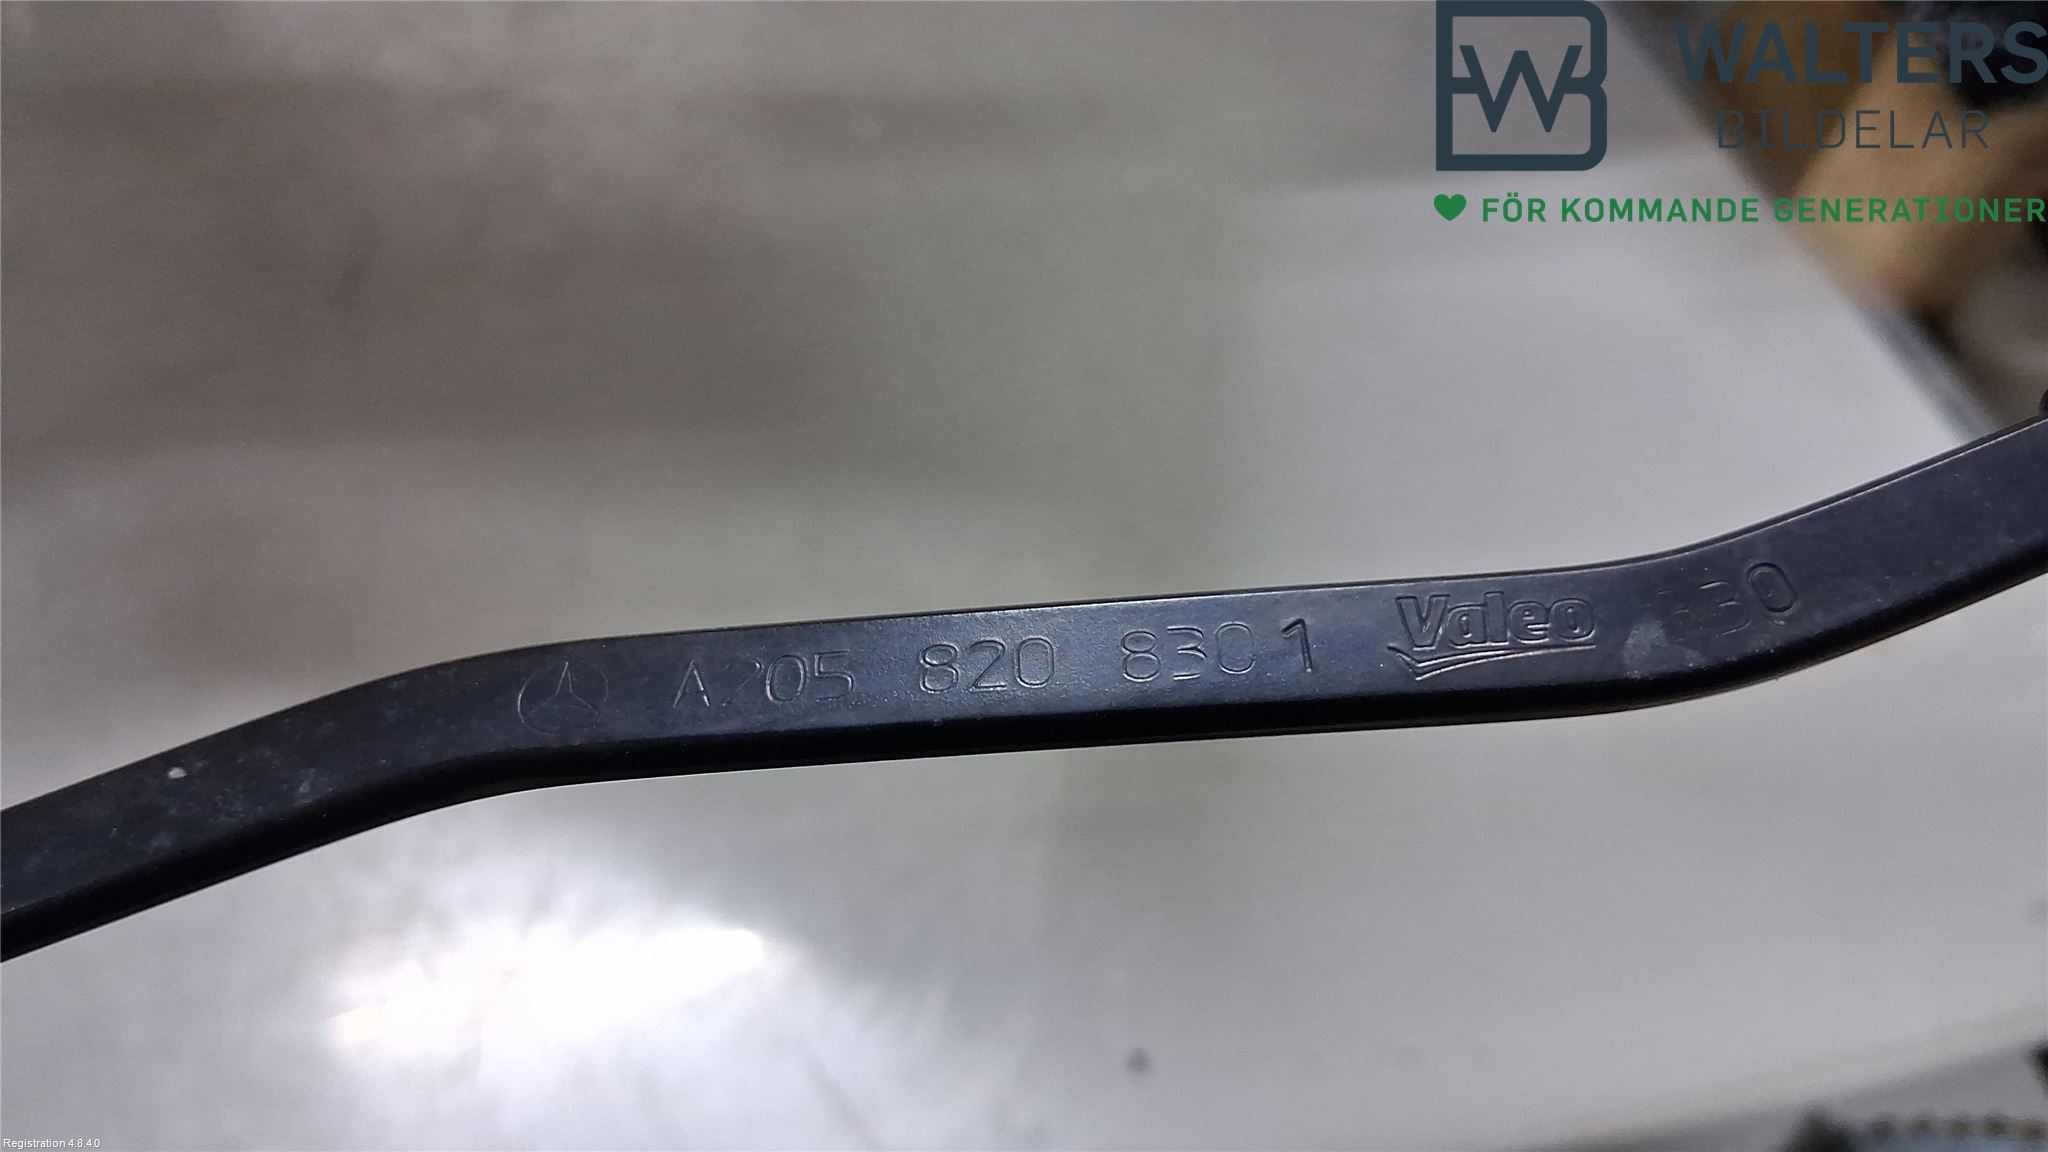 WALTERS
BILDELAR
FÖR KOMMANDE GENERATIONER
A205 820 8301 Valeo
Registration 4.8.4.0